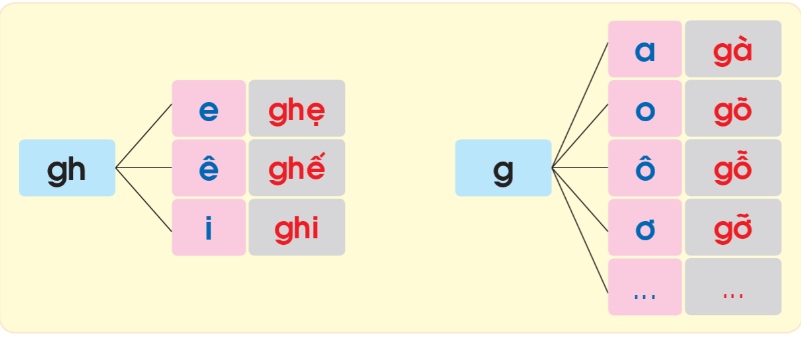 gh
e ghẹ
ê ghế
i ghi
g
a gà
o gõ
ô gỗ
ơ gỡ
... ...